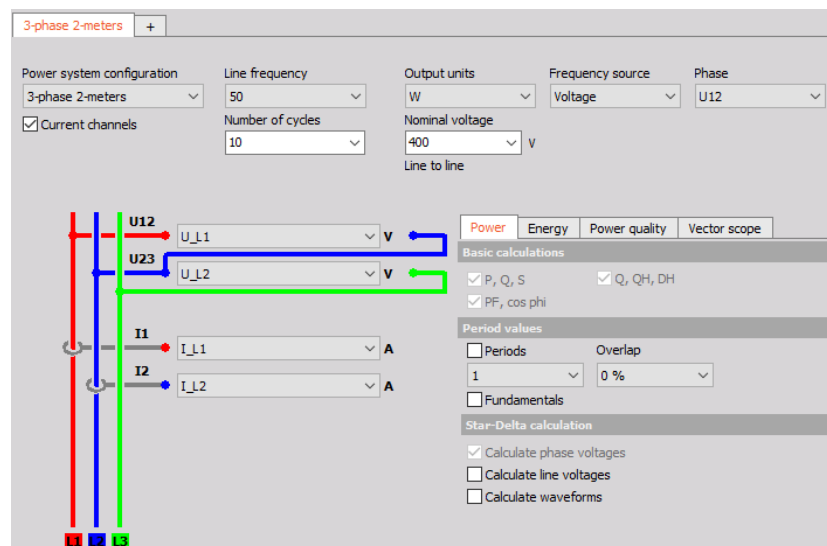 3-phase 2-meters +
Power system configuration Line frequency Output units Frequency source Phase
3-phase 2-meters 50 W Voltage U12
Current channels Number of cycles Nominal voltage
10 400 V
Line to line
U12
U_L1 V
U23
U_L2 V
I1
I_L1 A
I2
I_L2 A
L1 L2 L3
Power Energy Power quality Vector scope
Basic calculations
P, Q, S Q, QH, DH
PF, cos phi
Period values
Periods Overlap
1 0 %
Fundamentals
Star-Delta calculation
Calculate phase voltages
Calculate line voltages
Calculate waveforms